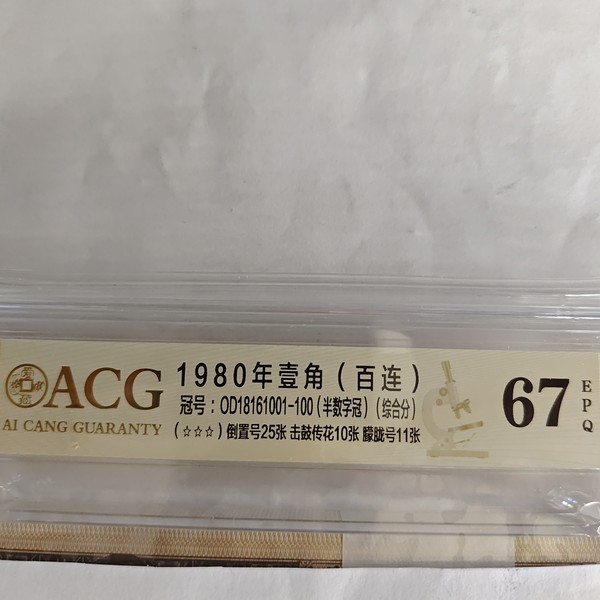 ACG
AI CANG GUARANTY
1980年壹角(百连)
冠号:OD18161001-100(半数字冠)(综合分)
(☆☆☆)倒置号25张 击鼓传花10张 朦胧号11张
67
EPQ